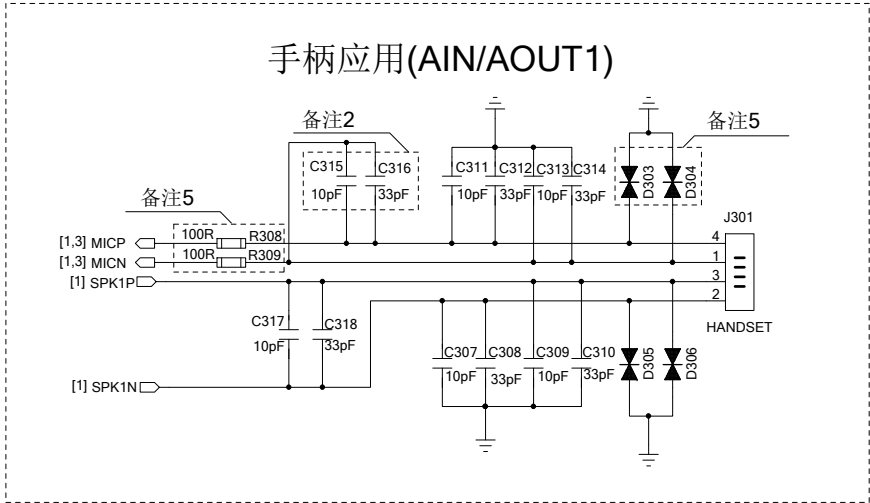 手柄应用(AIN/AOUT1)
备注2
备注5
备注5
C315
C316
C311
C312
C313
C314
10pF
33pF
10pF
33pF
10pF
33pF
D303
D304
J301
100R
R308
[1,3] MICP
4
100R
R309
[1,3] MICN
1
[1] SPK1P
3
2
HANDSET
C317
C318
10pF
33pF
C307
C308
C309
C310
10pF
33pF
10pF
33pF
D305
D306
[1] SPK1N